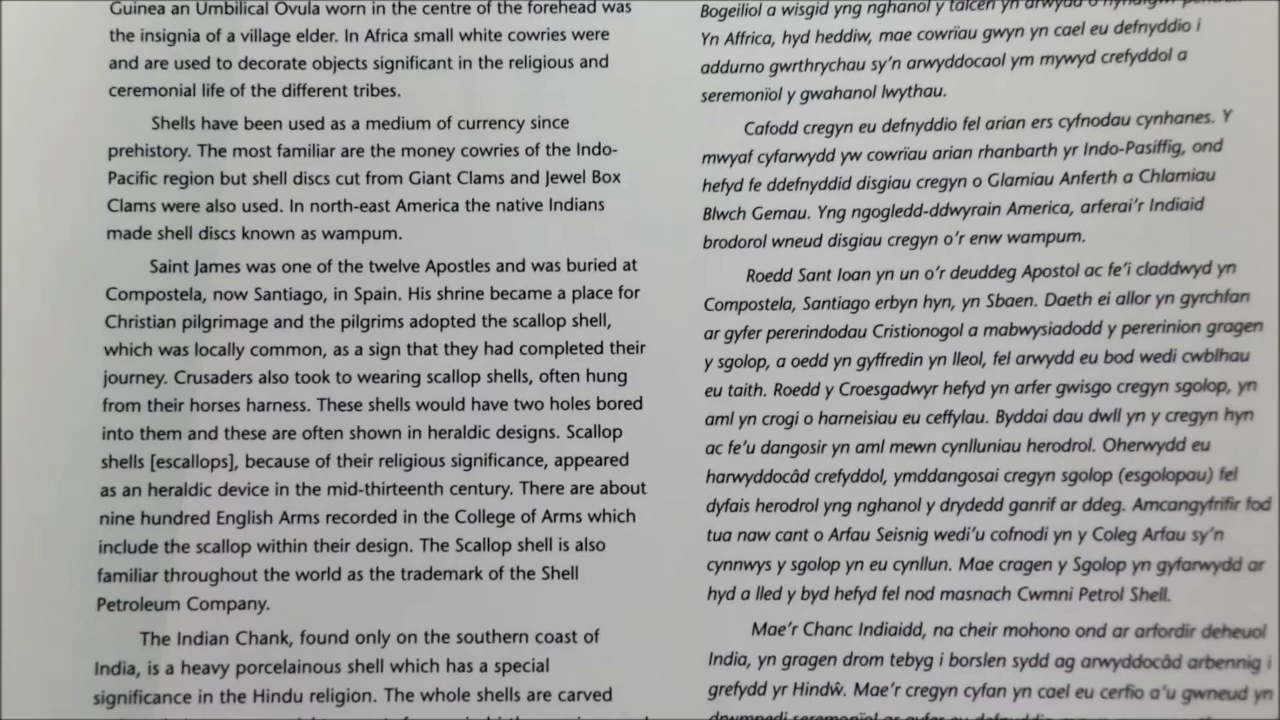 Guinea an Umbilical Ovula worn in the centre of the forehead was
the insignia of a village elder. In Africa small white cowries were
and are used to decorate objects significant in the religious and
ceremonial life of the different tribes.
Shells have been used as a medium of currency since
prehistory. The most familiar are the money cowries of the Indo-
Pacific region but shell discs cut from Giant Clams and Jewel Box
Clams were also used. In north-east America the native Indians
made shell discs known as wampum.
Saint James was one of the twelve Apostles and was buried at
Compostela, now Santiago, in Spain. His shrine became a place for
Christian pilgrimage and the pilgrims adopted the scallop shell,
which was locally common, as a sign that they had completed their
journey. Crusaders also took to wearing scallop shells, often hung
from their horses harness. These shells would have two holes bored
into them and these are often shown in heraldic designs. Scallop
shells [escallops], because of their religious significance, appeared
as an heraldic device in the mid-thirteenth century. There are about
nine hundred English Arms recorded in the College of Arms which
include the scallop within their design. The Scallop shell is also
familiar throughout the world as the trademark of the Shell
Petroleum Company.
The Indian Chank, found only on the southern coast of
India, is a heavy porcelainous shell which has a special
significance in the Hindu religion. The whole shells are carved
Bogeiliol a wisgid yng nghanol y talcen yn arwydd o
Yn Affrica, hyd heddiw, mae cowrïau gwyn yn cael eu defnyddio i
addurno gwrthrychau sy'n arwyddocaol ym mywyd crefyddol a
seremonïol y gwahanol lwythau.
Cafodd cregyn eu defnyddio fel arian ers cyfnodau cynhanes. Y
mwyaf cyfarwydd yw cowrïau arian rhanbarth yr Indo-Pasiffig, ond
hefyd fe ddefnyddid disgiau cregyn o Glamiau Anferth a Chlamiau
Blwch Gemau. Yng ngogledd-ddwyrain America, arferai'r Indiaid
brodorol wneud disgiau cregyn o'r enw wampum.
Roedd Sant Ioan yn un o'r deuddeg Apostol ac fe'i claddwyd yn
Compostela, Santiago erbyn hyn, yn Sbaen. Daeth ei allor yn gyrchfan
ar gyfer pererindodau Cristionogol a mabwysiadodd y pererinion gragen
y sgolop, a oedd yn gyffredin yn lleol, fel arwydd eu bod wedi cwblhau
eu taith. Roedd y Croesgadwyr hefyd yn arfer gwisgo cregyn sgolop, yn
aml yn crogi o harneisiau eu ceffylau. Byddai dau dwll yn y cregyn hyn
ac fe'u dangosir yn aml mewn cynlluniau herodrol. Oherwydd eu
harwyddocâd crefyddol, ymddangosai cregyn sgolop (esgolopau) fel
dyfais herodrol yng nghanol y drydedd ganrif ar ddeg. Amcangyfrifir fod
tua naw cant o Arfau Seisnig wedi'u cofnodi yn y Coleg Arfau sy'n
cynnwys y sgolop yn eu cynllun. Mae cragen y Sgolop yn gyfarwydd ar
hyd a lled y byd hefyd fel nod masnach Cwmni Petrol Shell.
Mae'r Chanc Indiaidd, na cheir mohono ond ar arfordir deheuol
India, yn gragen drom tebyg i borslen sydd ag arwyddocâd arbennig i
grefydd yr Hindŵ. Mae'r cregyn cyfan yn cael eu cerfio a'u gwneud yn